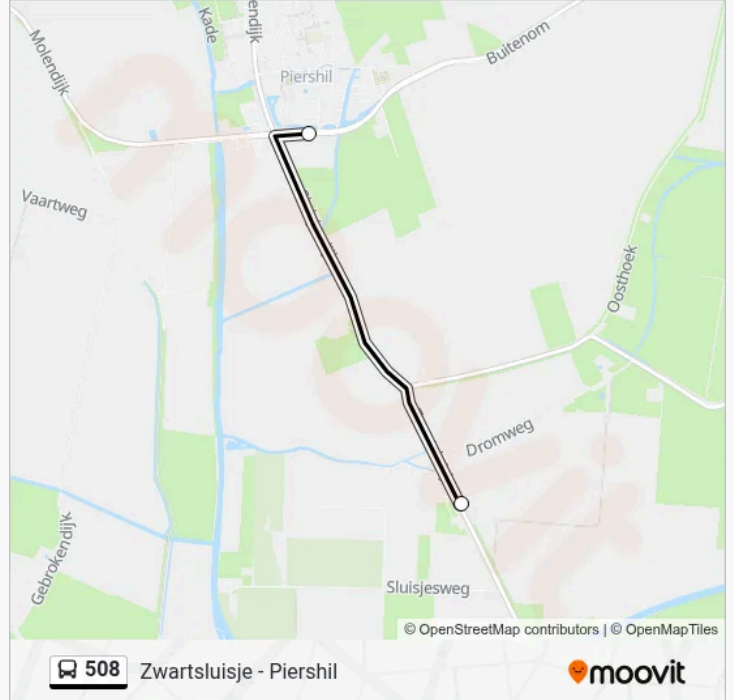 Kade
endijk
Molendijk
Buitenom
Piershil
Vaartweg
Oosthoek
Dromweg
Gebrokendijk
Sluisjesweg
© OpenStreetMap contributors | © OpenMapTiles
508 Zwartsluisje - Piershil
moovit